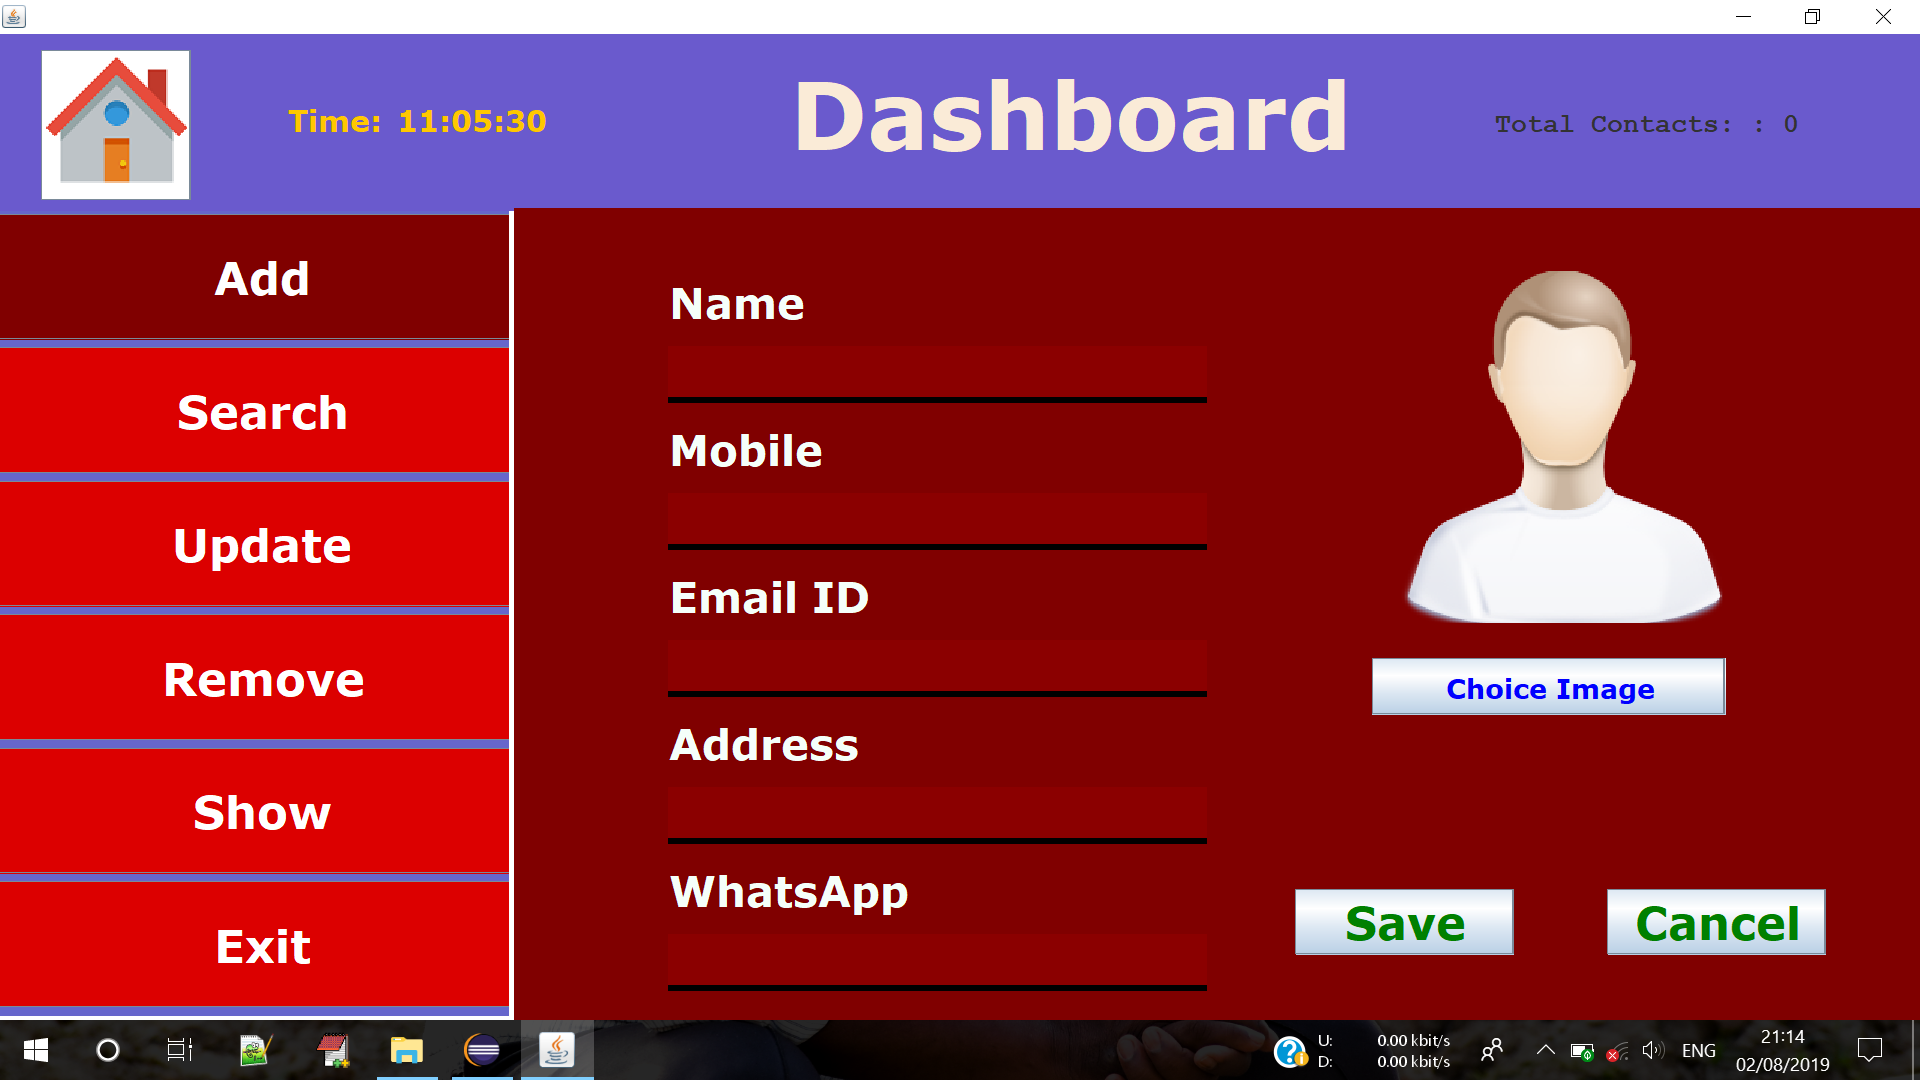 Time: 11:05:30
Dashboard
Total Contacts: : 0
Add
Search
Update
Remove
Show
Exit
Name
Mobile
Email ID
Address
WhatsApp
Choice Image
Save
Cancel
U: 0.00 kbit/s
D: 0.00 kbit/s
ENG
21:14
02/08/2019